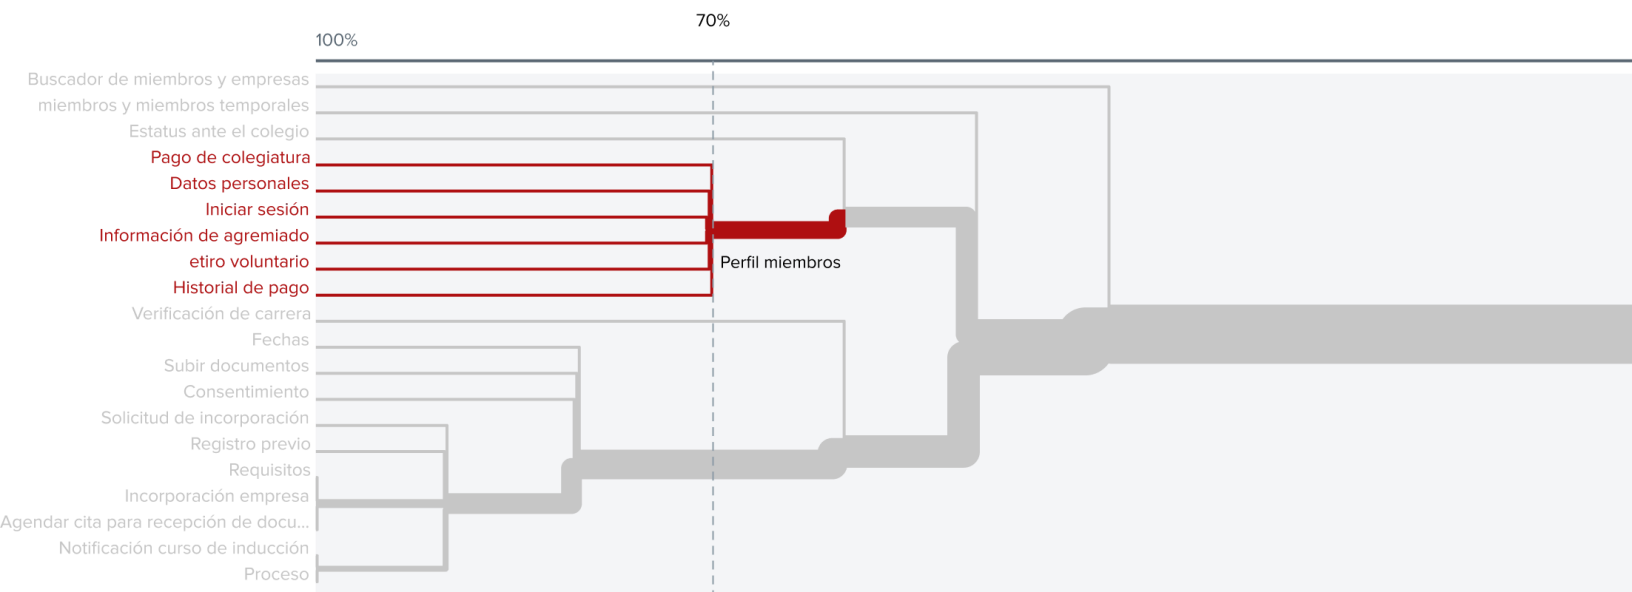 70%
100%
Buscador de miembros y empresas
miembros y miembros temporales
Estatus ante el colegio
Pago de colegiatura
Datos personales
Iniciar sesión
Información de agremiado
etiro voluntario
Perfil miembros
Historial de pago
Verificación de carrera
Fechas
Subir documentos
Consentimiento
Solicitud de incorporación
Registro previo
Requisitos
Incorporación empresa
Agendar cita para recepción de docu...
Notificación curso de inducción
Proceso